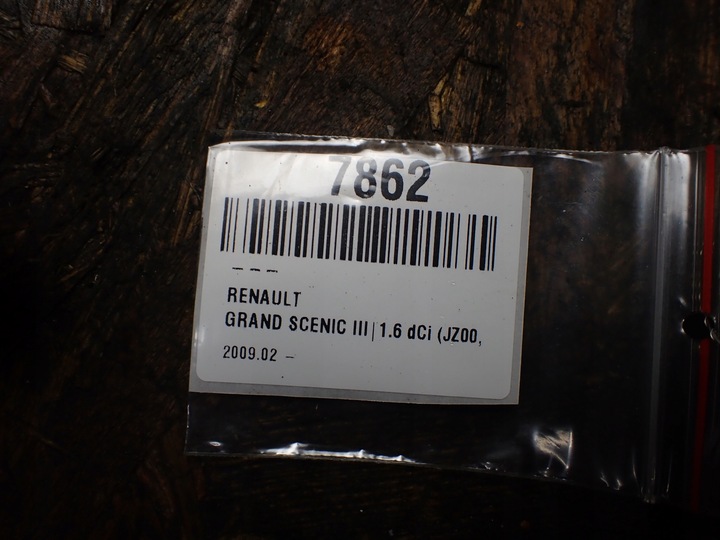 7862
RENAULT
GRAND SCENIC III | 1.6 dCi (JZ00,
2009.02 –